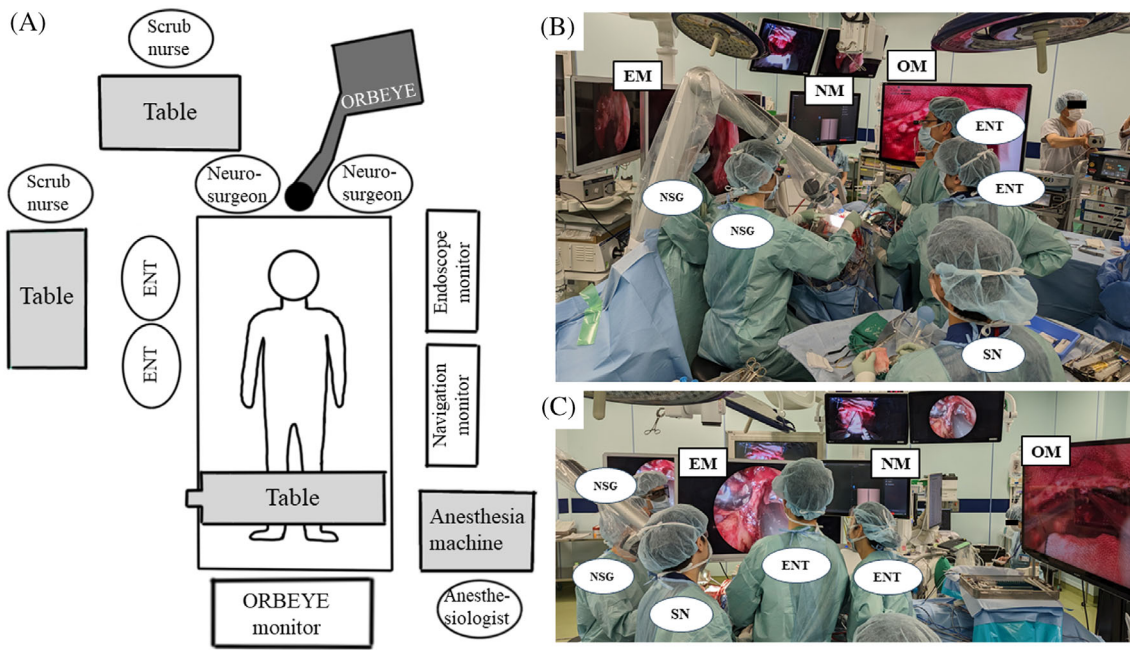 (A)
Scrub
nurse
Table
ORBEYE
Scrub
nurse
Neuro-
surgeon
Neuro-
surgeon
Table
ENT
ENT
Endoscope
monitor
Navigation
monitor
Table
Anesthesia
machine
ORBEYE
monitor
Anesthe-
siologist
(B)
EM
NM
OM
ENT
ENT
NSG
NSG
SN
(C)
EM
NM
OM
NSG
NSG
SN
ENT
ENT